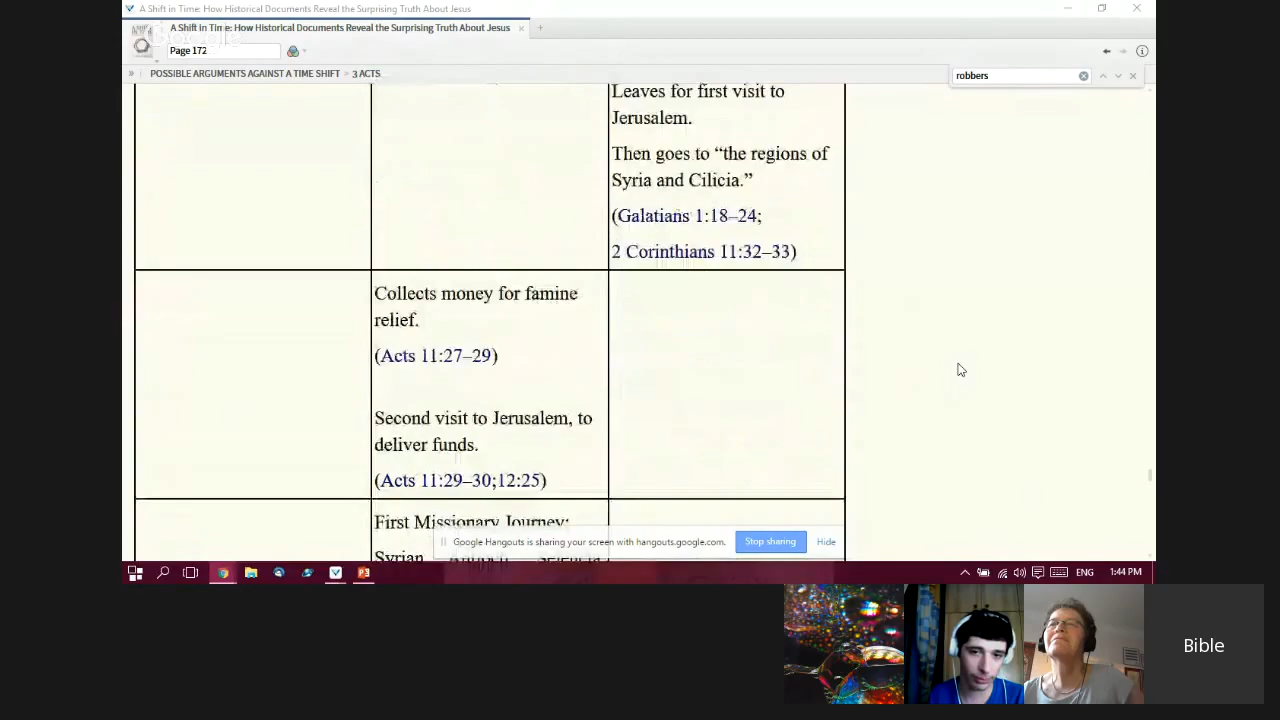 A Shift in Time: How Historical Documents Reveal the Surprising Truth About Jesus
A Shift in Time: How Historical Documents Reveal the Surprising Truth About Jesus
Google
Page 172
POSSIBLE ARGUMENTS AGAINST A TIME SHIFT > 3 ACTS
robbers
Leaves for first visit to
Jerusalem.
Then goes to “the regions of
Syria and Cilicia.”
(Galatians 1:18–24;
2 Corinthians 11:32–33)
Collects money for famine
relief.
(Acts 11:27–29)
Second visit to Jerusalem, to
deliver funds.
(Acts 11:29–30;12:25)
First Missionary Journey:
Syrian Antioch Seleucia
Google Hangouts is sharing your screen with hangouts.google.com.
Stop sharing
Hide
ENG
1:44 PM
Bible